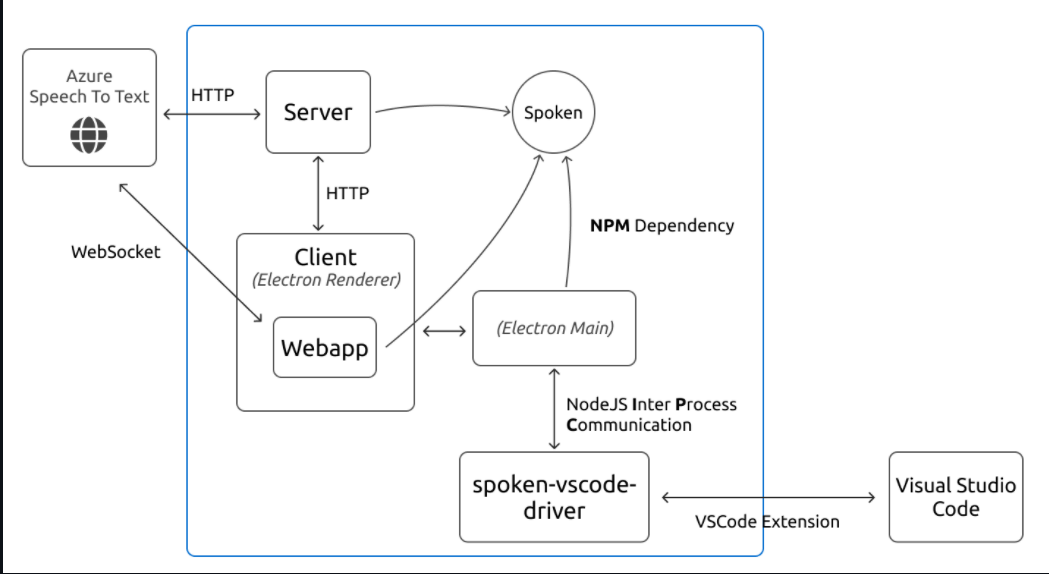 Azure
Speech To Text
HTTP
Server
Spoken
HTTP
WebSocket
NPM Dependency
Client
(Electron Renderer)
Webapp
(Electron Main)
NodeJS Inter Process
Communication
spoken-vscode-
driver
VSCode Extension
Visual Studio
Code